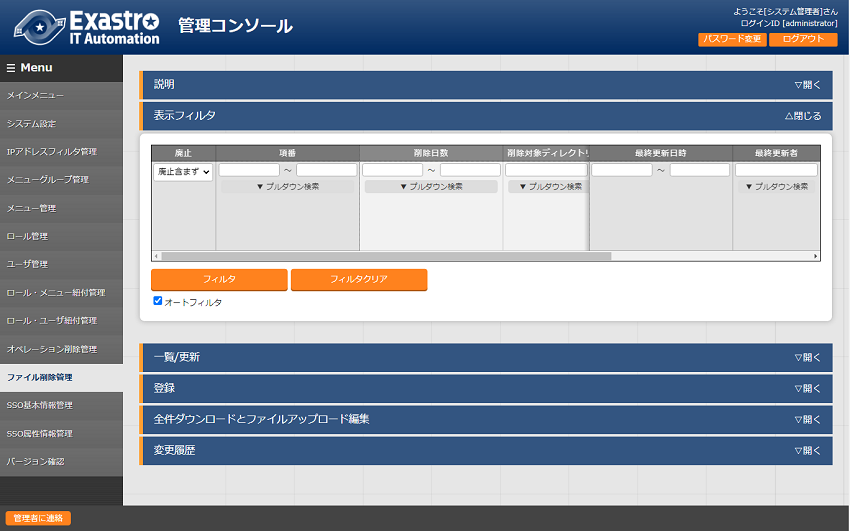 Exastro
IT Automation
管理コンソール
ようこそ[システム管理者]さん
ログインID [administrator]
パスワード変更
ログアウト
☰ Menu
メインメニュー
システム設定
IPアドレスフィルタ管理
メニューグループ管理
メニュー管理
ロール管理
ユーザ管理
ロール・メニュー紐付管理
ロール・ユーザ紐付管理
オペレーション削除管理
ファイル削除管理
SSO基本情報管理
SSO属性情報管理
バージョン確認
説明
▽開く
表示フィルタ
△閉じる
廃止
項番
削除日数
削除対象ディレクトリ
最終更新日時
最終更新者
廃止含まず
～
～
～
▼ プルダウン検索
▼ プルダウン検索
▼ プルダウン検索
▼ プルダウン検索
フィルタ
フィルタクリア
オートフィルタ
一覧/更新
▽開く
登録
▽開く
全件ダウンロードとファイルアップロード編集
▽開く
変更履歴
▽開く
管理者に連絡